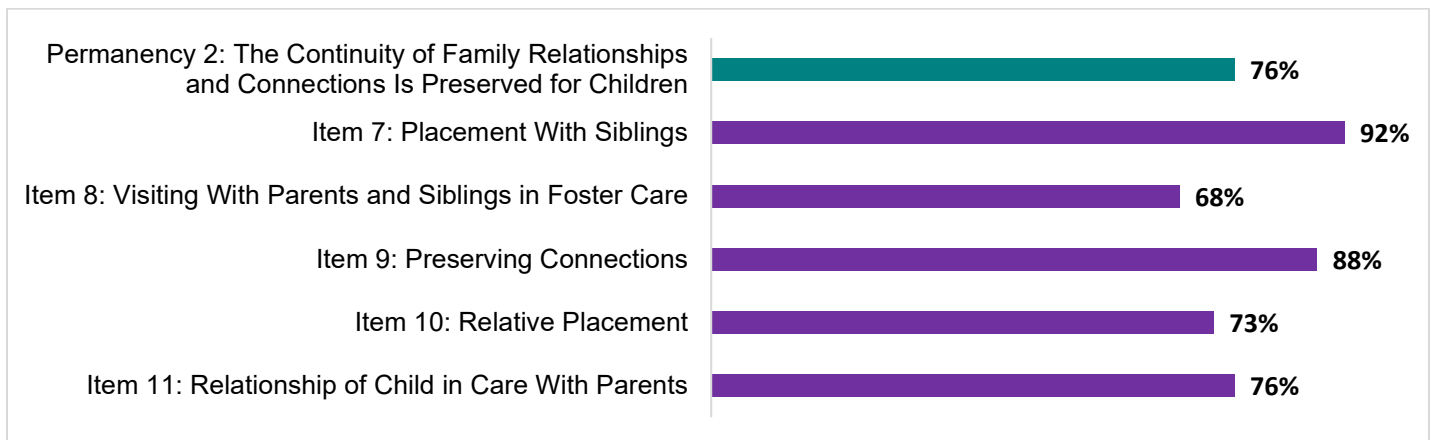 Permanency 2: The Continuity of Family Relationships
and Connections Is Preserved for Children
76%
Item 7: Placement With Siblings
92%
Item 8: Visiting With Parents and Siblings in Foster Care
68%
Item 9: Preserving Connections
88%
Item 10: Relative Placement
73%
Item 11: Relationship of Child in Care With Parents
76%